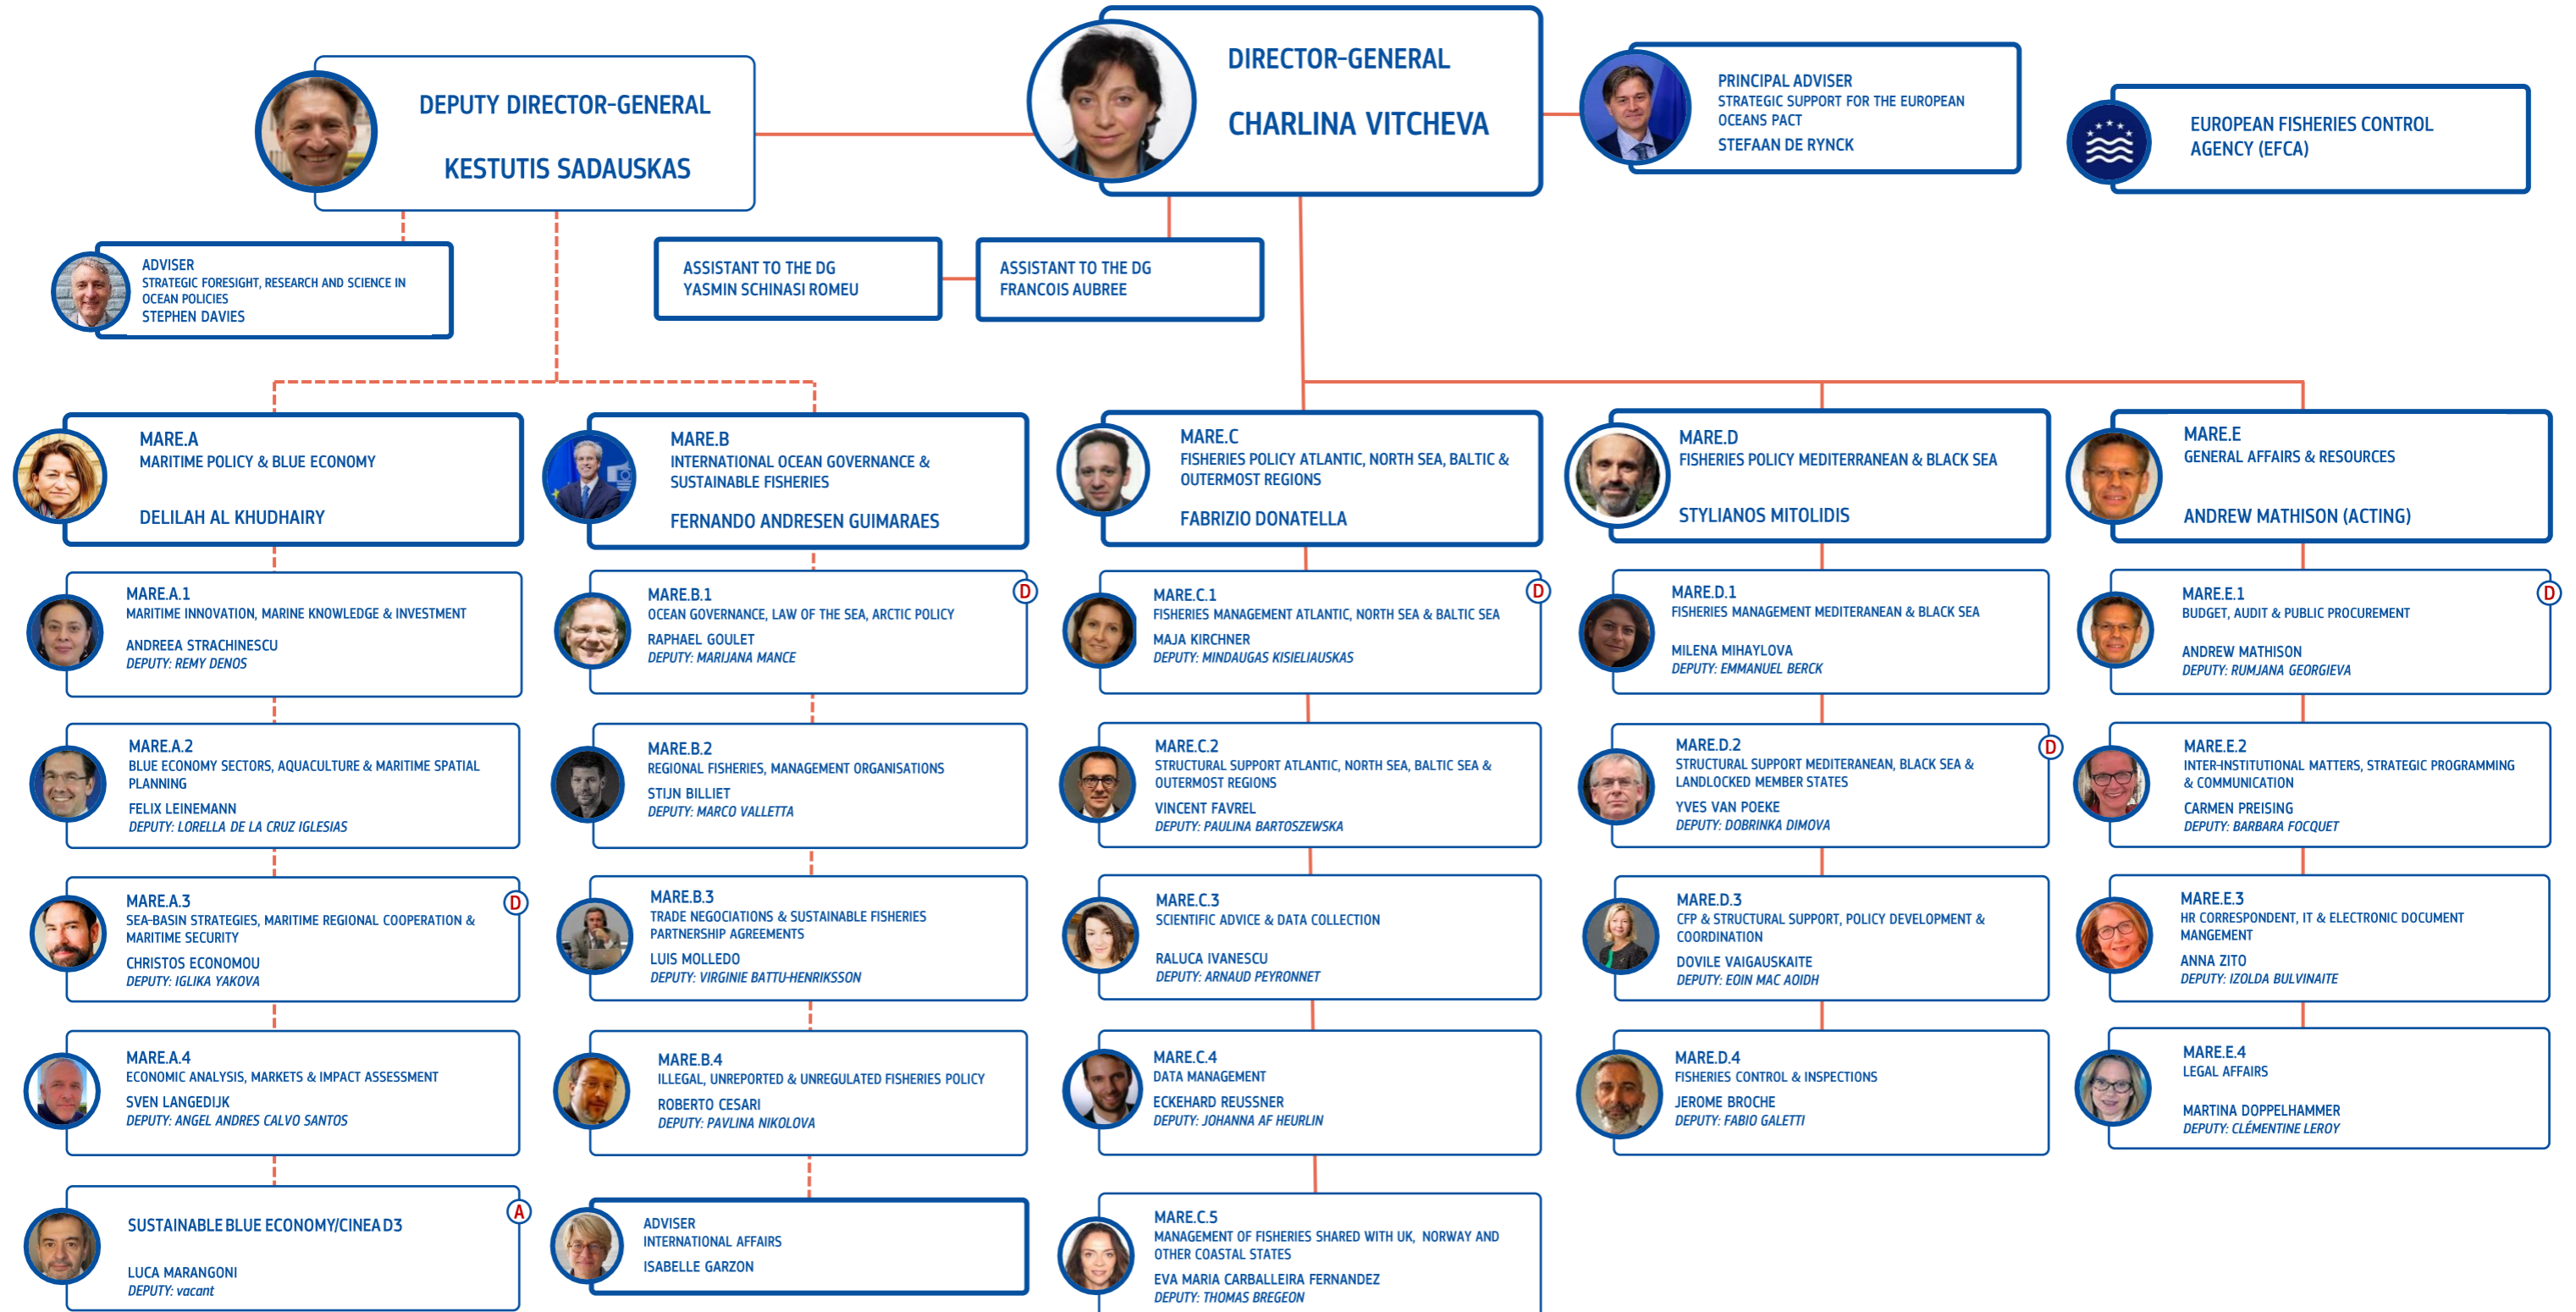 DIRECTOR-GENERAL
CHARLINA VITCHEVA
DEPUTY DIRECTOR-GENERAL
KESTUTIS SADAUSKAS
PRINCIPAL ADVISER
STRATEGIC SUPPORT FOR THE EUROPEAN
OCEANS PACT
STEFAAN DE RYNCK
EUROPEAN FISHERIES CONTROL
AGENCY (EFCA)
ADVISER
STRATEGIC FORESIGHT, RESEARCH AND SCIENCE IN
OCEAN POLICIES
STEPHEN DAVIES
ASSISTANT TO THE DG
YASMIN SCHINASI ROMEU
ASSISTANT TO THE DG
FRANCOIS AUBREE
MARE.A
MARITIME POLICY & BLUE ECONOMY
DELILAH AL KHUDHAIRY
MARE.A.1
MARITIME INNOVATION, MARINE KNOWLEDGE & INVESTMENT
ANDREEA STRACHINESCU
DEPUTY: REMY DENOS
MARE.A.2
BLUE ECONOMY SECTORS, AQUACULTURE & MARITIME SPATIAL
PLANNING
FELIX LEINEMANN
DEPUTY: LORELLA DE LA CRUZ IGLESIAS
MARE.A.3
D
SEA-BASIN STRATEGIES, MARITIME REGIONAL COOPERATION &
MARITIME SECURITY
CHRISTOS ECONOMOU
DEPUTY: IGLIKA YAKOVA
MARE.A.4
ECONOMIC ANALYSIS, MARKETS & IMPACT ASSESSMENT
SVEN LANGEDIJK
DEPUTY: ANGEL ANDRES CALVO SANTOS
A
SUSTAINABLE BLUE ECONOMY/CINEA D3
LUCA MARANGONI
DEPUTY: vacant
MARE.B
INTERNATIONAL OCEAN GOVERNANCE &
SUSTAINABLE FISHERIES
FERNANDO ANDRESEN GUIMARAES
MARE.B.1
D
OCEAN GOVERNANCE, LAW OF THE SEA, ARCTIC POLICY
RAPHAEL GOULET
DEPUTY: MARIJANA MANCE
MARE.B.2
REGIONAL FISHERIES, MANAGEMENT ORGANISATIONS
STIJN BILLIET
DEPUTY: MARCO VALLETTA
MARE.B.3
TRADE NEGOCIATIONS & SUSTAINABLE FISHERIES
PARTNERSHIP AGREEMENTS
LUIS MOLLEDO
DEPUTY: VIRGINIE BATTU-HENRIKSSON
MARE.B.4
ILLEGAL, UNREPORTED & UNREGULATED FISHERIES POLICY
ROBERTO CESARI
DEPUTY: PAVLINA NIKOLOVA
ADVISER
INTERNATIONAL AFFAIRS
ISABELLE GARZON
MARE.C
FISHERIES POLICY ATLANTIC, NORTH SEA, BALTIC &
OUTERMOST REGIONS
FABRIZIO DONATELLA
MARE.C.1
D
FISHERIES MANAGEMENT ATLANTIC, NORTH SEA & BALTIC SEA
MAJA KIRCHNER
DEPUTY: MINDAUGAS KISIELIAUSKAS
MARE.C.2
STRUCTURAL SUPPORT ATLANTIC, NORTH SEA, BALTIC SEA &
OUTERMOST REGIONS
VINCENT FAVREL
DEPUTY: PAULINA BARTOSZEWSKA
MARE.C.3
SCIENTIFIC ADVICE & DATA COLLECTION
RALUCA IVANESCU
DEPUTY: ARNAUD PEYRONNET
MARE.C.4
DATA MANAGEMENT
ECKEHARD REUSSNER
DEPUTY: JOHANNA AF HEURLIN
MARE.C.5
MANAGEMENT OF FISHERIES SHARED WITH UK, NORWAY AND
OTHER COASTAL STATES
EVA MARIA CARBALLEIRA FERNANDEZ
DEPUTY: THOMAS BREGEON
MARE.D
FISHERIES POLICY MEDITERRANEAN & BLACK SEA
STYLIANOS MITOLIDIS
MARE.D.1
FISHERIES MANAGEMENT MEDITERANEAN & BLACK SEA
MILENA MIHAYLOVA
DEPUTY: EMMANUEL BERCK
MARE.D.2
D
STRUCTURAL SUPPORT MEDITERANEAN, BLACK SEA &
LANDLOCKED MEMBER STATES
YVES VAN POEKE
DEPUTY: DOBRINKA DIMOVA
MARE.D.3
CFP & STRUCTURAL SUPPORT, POLICY DEVELOPMENT &
COORDINATION
DOVILE VAIGAUSKAITE
DEPUTY: EOIN MAC AOIDH
MARE.D.4
FISHERIES CONTROL & INSPECTIONS
JEROME BROCHE
DEPUTY: FABIO GALETTI
MARE.E
GENERAL AFFAIRS & RESOURCES
ANDREW MATHISON (ACTING)
MARE.E.1
D
BUDGET, AUDIT & PUBLIC PROCUREMENT
ANDREW MATHISON
DEPUTY: RUMJANA GEORGIEVA
MARE.E.2
INTER-INSTITUTIONAL MATTERS, STRATEGIC PROGRAMMING
& COMMUNICATION
CARMEN PREISING
DEPUTY: BARBARA FOCQUET
MARE.E.3
HR CORRESPONDENT, IT & ELECTRONIC DOCUMENT
MANGEMENT
ANNA ZITO
DEPUTY: IZOLDA BULVINAITE
MARE.E.4
LEGAL AFFAIRS
MARTINA DOPPELHAMMER
DEPUTY: CLÉMENTINE LEROY